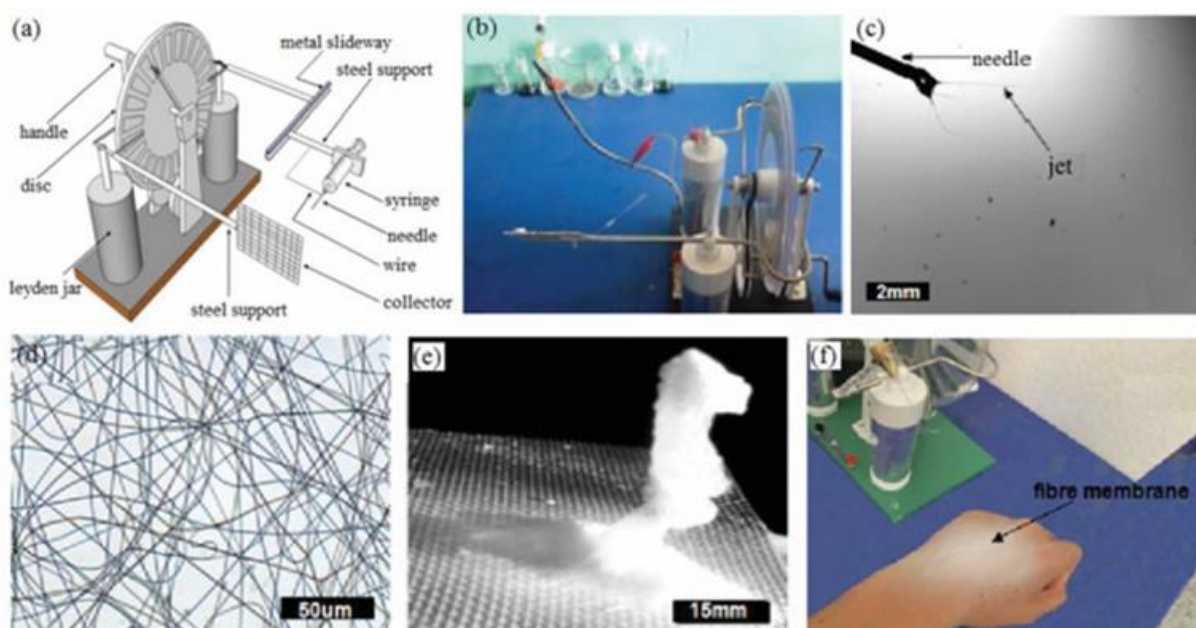 (a)
metal slideway
steel support
handle
disc
syringe
needle
wire
leyden jar
steel support
collector
(b)
(c)
needle
jet
2mm
(d)
50um
(e)
15mm
(f)
fibre membrane